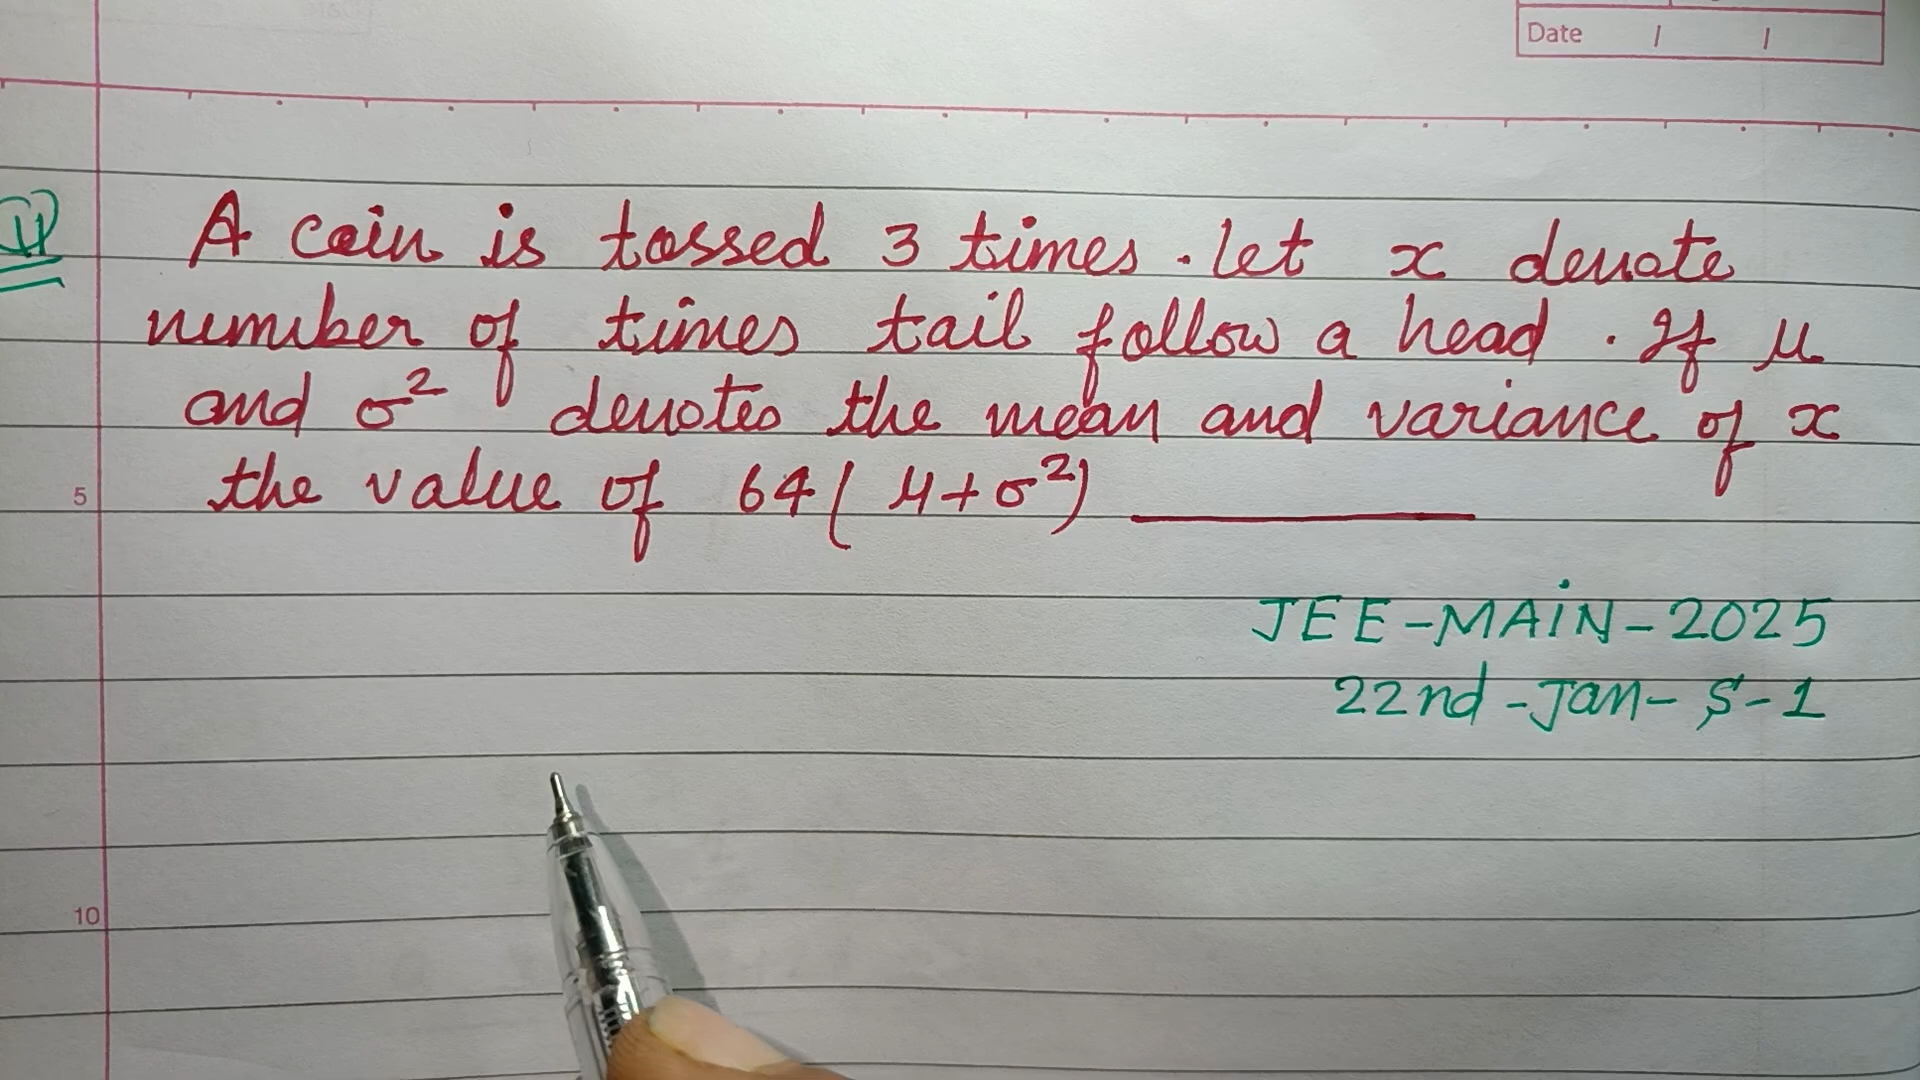 Date / /
11 A coin is tossed 3 times. let x denote
number of times tail follow a head. If μ
and σ² denotes the mean and variance of x
5 the value of 64(μ+σ²) ________
JEE-MAIN-2025
22nd-Jan-S-1
10